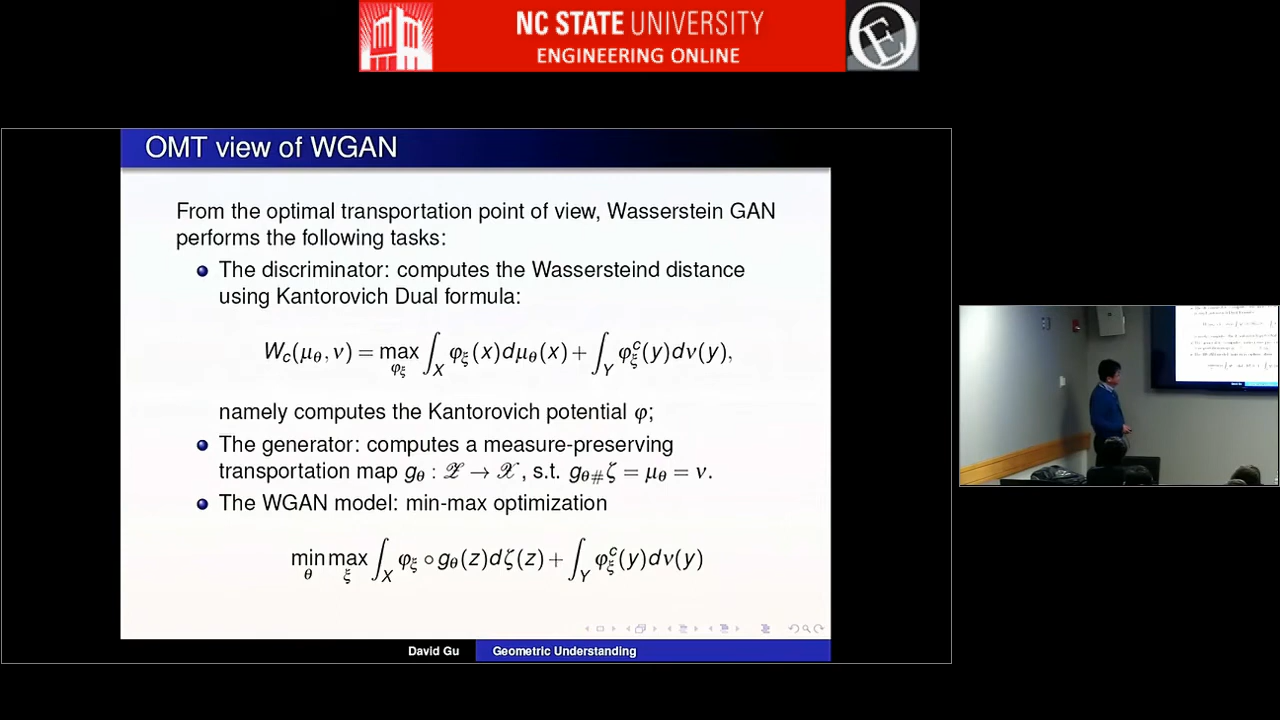 NC STATE UNIVERSITY
ENGINEERING ONLINE
OMT view of WGAN
From the optimal transportation point of view, Wasserstein GAN
performs the following tasks:
The discriminator: computes the Wassersteind distance
using Kantorovich Dual formula:
W_c(μ_θ, ν) = max_{φ_ξ} ∫_X φ_ξ(x)dμ_θ(x) + ∫_Y φ_ξ^c(y)dν(y),
namely computes the Kantorovich potential φ;
The generator: computes a measure-preserving
transportation map g_θ : 𝒵 → 𝒳, s.t. g_θ#ζ = μ_θ = ν.
The WGAN model: min-max optimization
min_θ max_ξ ∫_X φ_ξ ∘ g_θ(z)dζ(z) + ∫_Y φ_ξ^c(y)dν(y)
David Gu Geometric Understanding